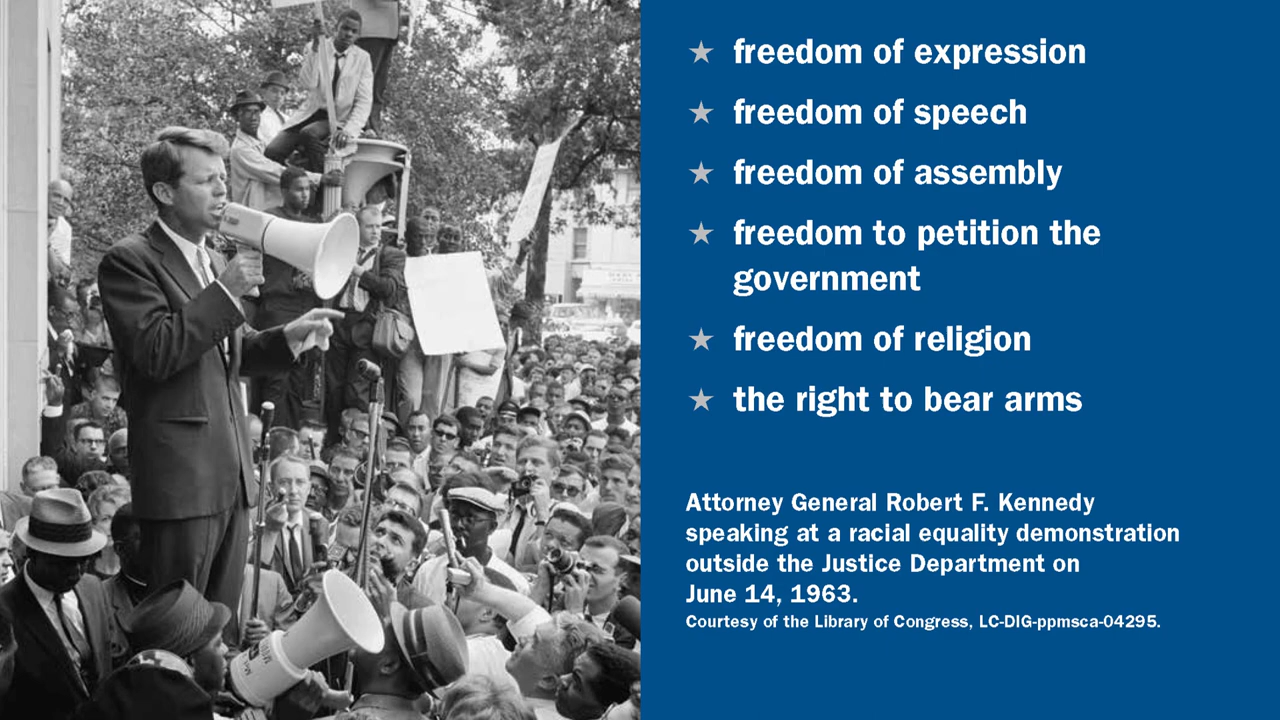 freedom of expression
freedom of speech
freedom of assembly
freedom to petition the
government
freedom of religion
the right to bear arms
Attorney General Robert F. Kennedy
speaking at a racial equality demonstration
outside the Justice Department on
June 14, 1963.
Courtesy of the Library of Congress, LC-DIG-ppmsca-04295.